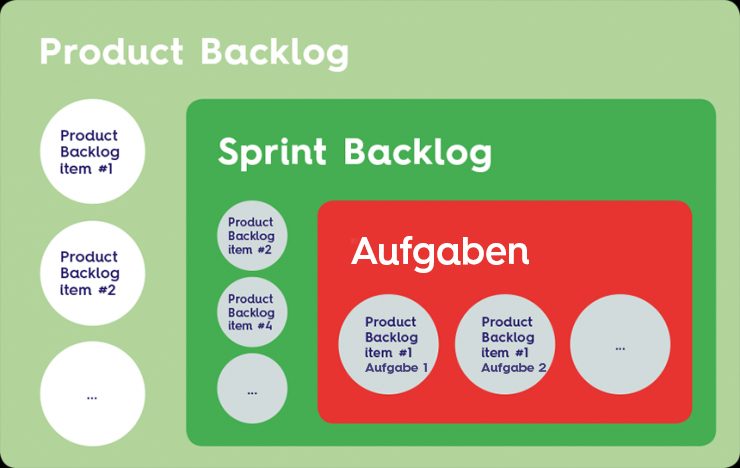 Product Backlog
Product
Backlog
item #1
Product
Backlog
item #2
...
Sprint Backlog
Product
Backlog
item #2
Product
Backlog
item #4
...
Aufgaben
Product
Backlog
item #1
Aufgabe 1
Product
Backlog
item #1
Aufgabe 2
...